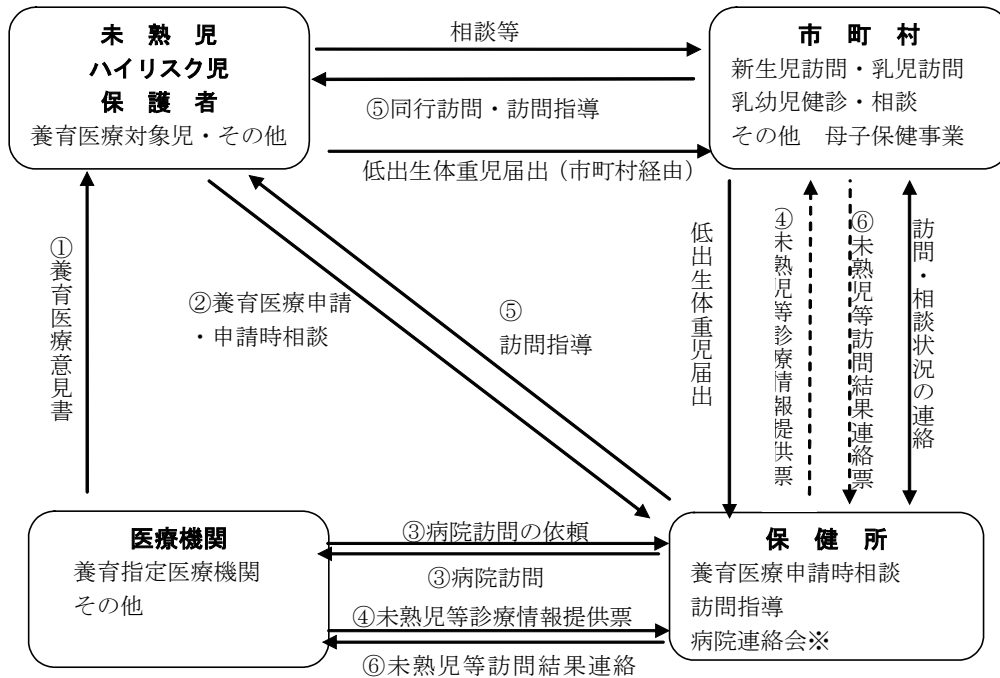 未 熟 児
ハイリスク児
保 護 者
養育医療対象児・その他
相談等
⑤同行訪問・訪問指導
低出生体重児届出（市町村経由）
市 町 村
新生児訪問・乳児訪問
乳幼児健診・相談
その他　母子保健事業
①養育医療意見書
②養育医療申請
・申請時相談
⑤
訪問指導
低出生体重児届出
④未熟児等診療情報提供票
⑥未熟児等訪問結果連絡票
訪問・相談状況の連絡
医療機関
養育指定医療機関
その他
③病院訪問の依頼
③病院訪問
④未熟児等診療情報提供票
⑥未熟児等訪問結果連絡
保 健 所
養育医療申請時相談
訪問指導
病院連絡会※